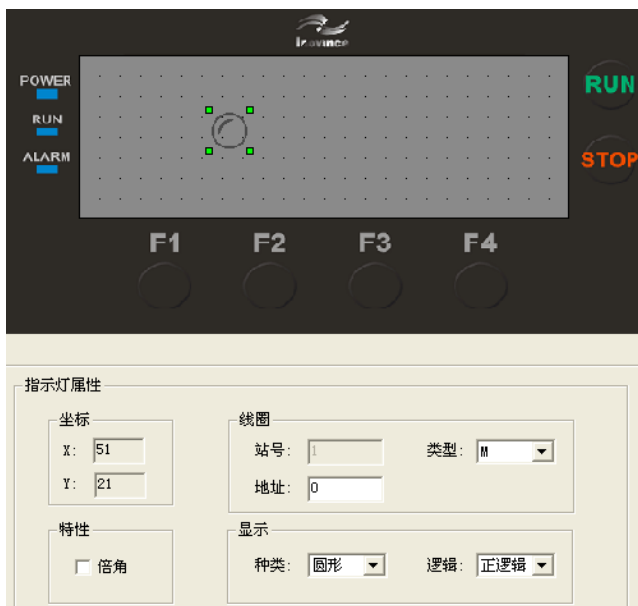 Inovance
POWER
RUN
ALARM
RUN
STOP
F1 F2 F3 F4
指示灯属性
坐标
X: 51
Y: 21
线圈
站号: 1 类型: M
地址: 0
特性
倍角
显示
种类: 圆形 逻辑: 正逻辑